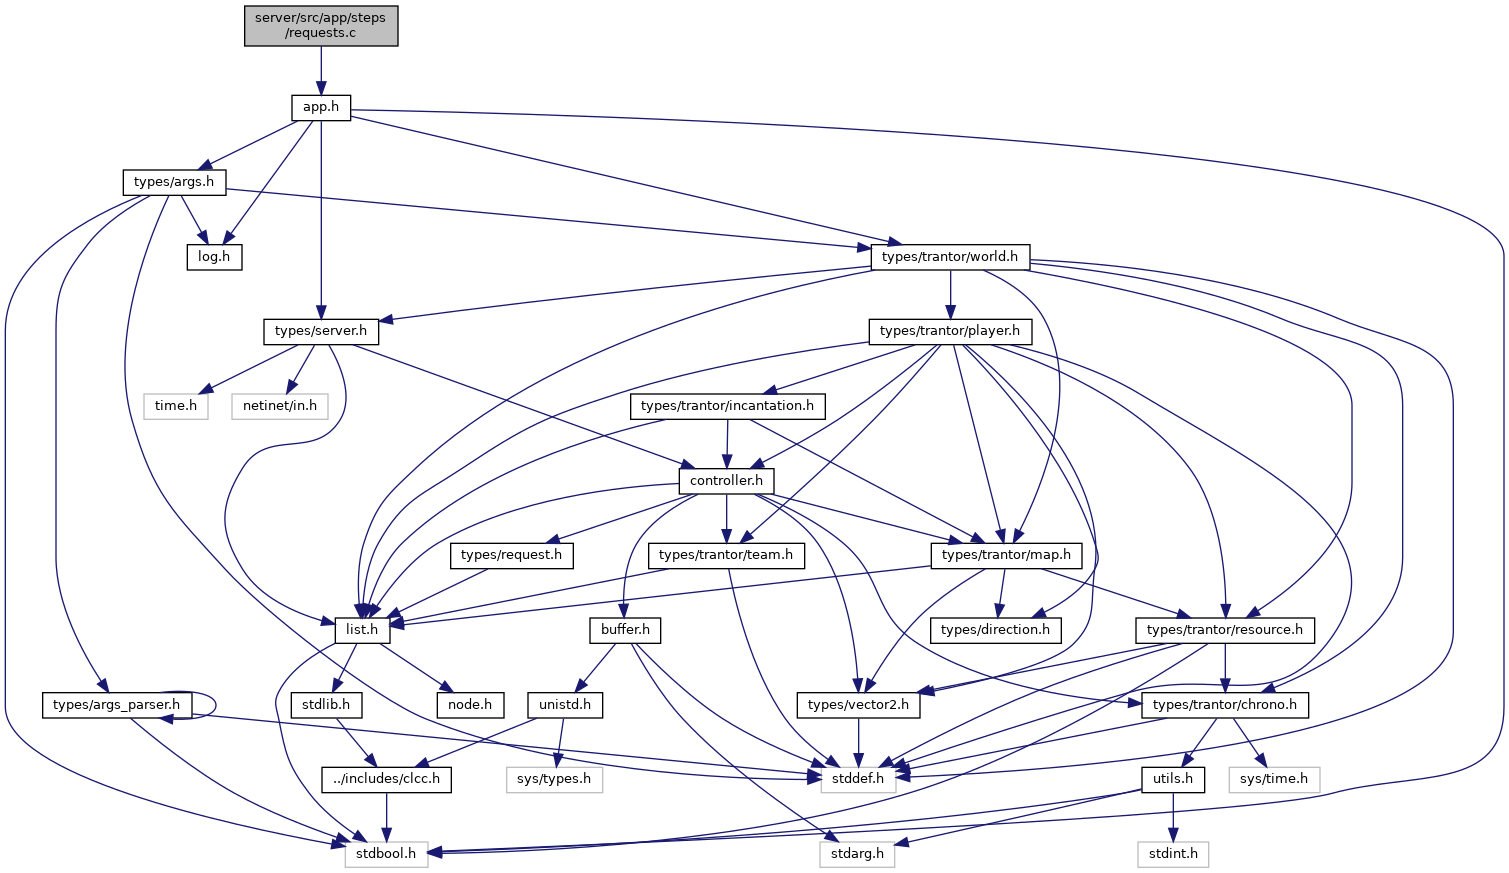 server/src/app/steps
/requests.c
app.h
types/args.h
log.h
types/trantor/world.h
types/server.h
types/trantor/player.h
time.h
netinet/in.h
types/trantor/incantation.h
controller.h
types/request.h
types/trantor/team.h
types/trantor/map.h
list.h
buffer.h
types/direction.h
types/trantor/resource.h
types/args_parser.h
stdlib.h
node.h
unistd.h
types/vector2.h
types/trantor/chrono.h
../includes/clcc.h
sys/types.h
stddef.h
utils.h
sys/time.h
stdbool.h
stdarg.h
stdint.h